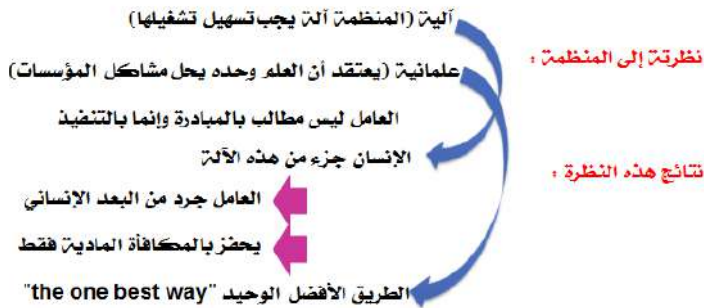 آلية (المنظمة آلة يجب تسهيل تشغيلها)
نظرتة إلى المنظمة :
علمانية (يعتقد أن العلم وحده يحل مشاكل المؤسسات)
العامل ليس مطالب بالمبادرة وإنما بالتنفيذ
الإنسان جزء من هذه الآلة
نتائج هذه النظرة :
العامل جرد من البعد الإنساني
يحفز بالمكافأة المادية فقط
الطريق الأفضل الوحيد "the one best way"